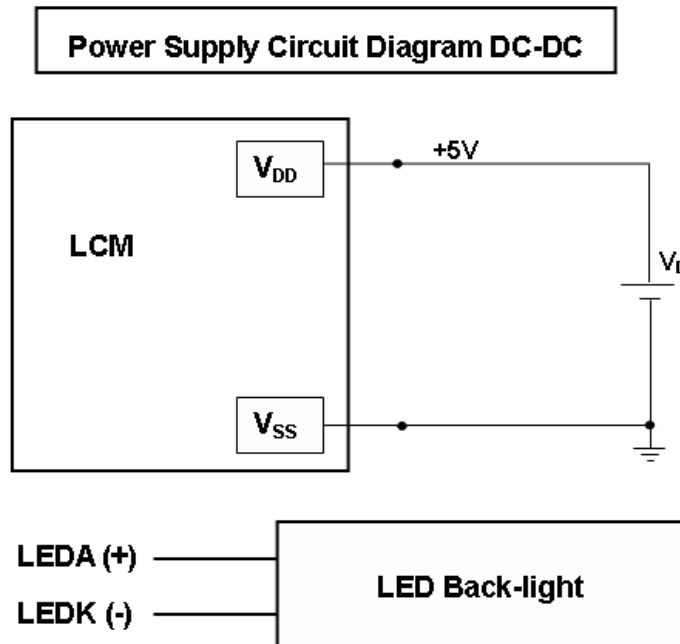 Power Supply Circuit Diagram DC-DC
VDD
+5V
LCM
VSS
LEDA (+)
LEDK (-)
LED Back-light